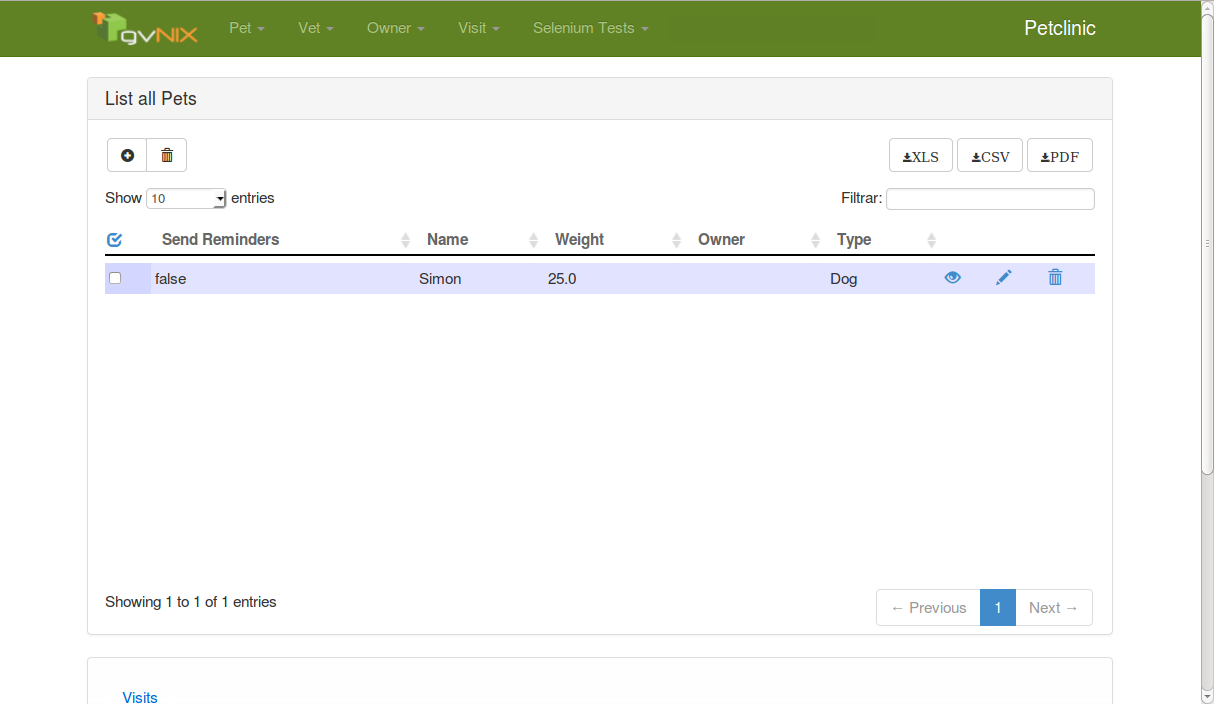 gvNIX Pet Vet Owner Visit Selenium Tests Petclinic
List all Pets
XLS CSV PDF
Show 10 entries Filtrar:
Send Reminders Name Weight Owner Type
false Simon 25.0 Dog
Showing 1 to 1 of 1 entries ← Previous 1 Next →
Visits